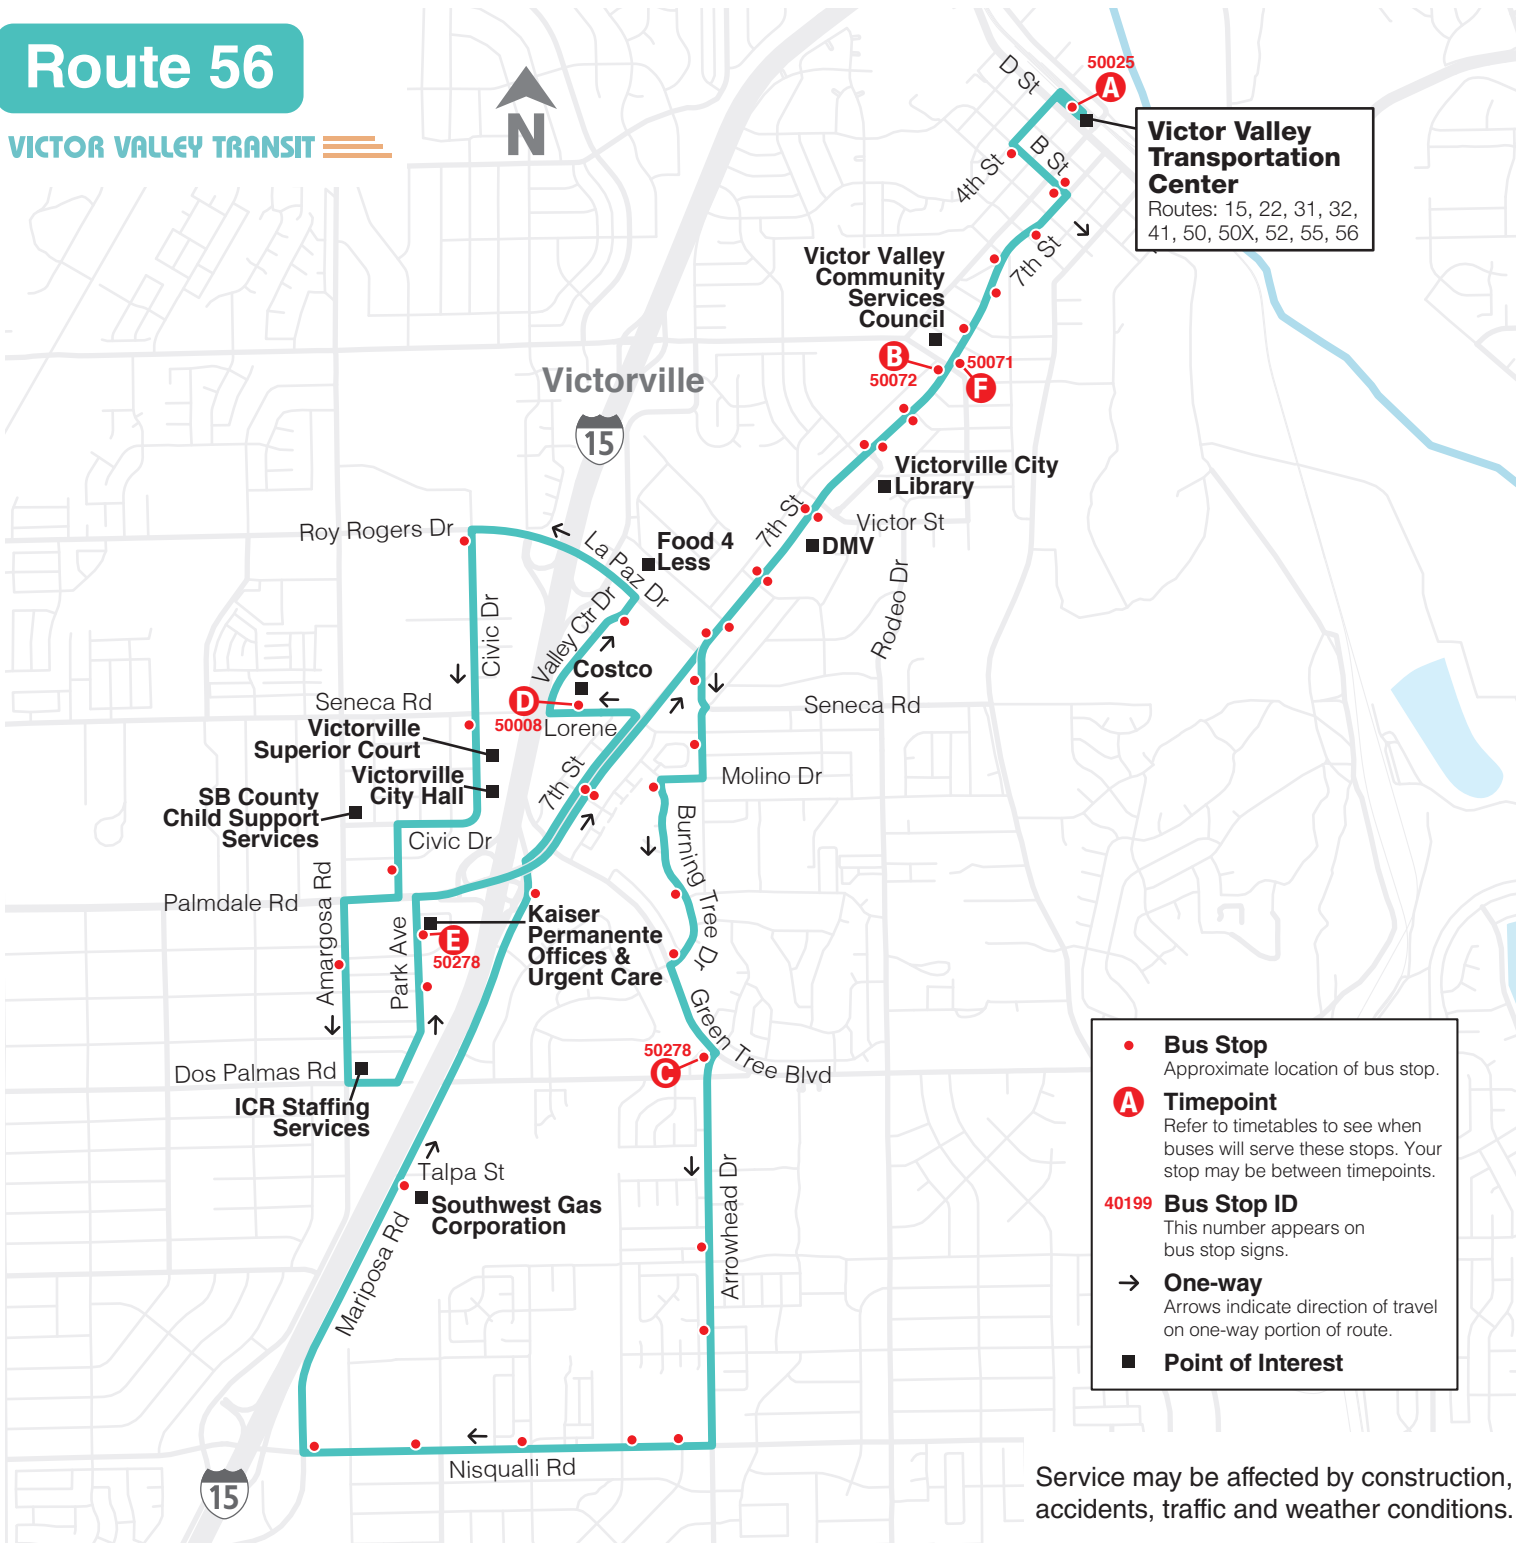 Route 56
VICTOR VALLEY TRANSIT
N
D St
50025
A
Victor Valley
Transportation
Center
Routes: 15, 22, 31, 32,
41, 50, 50X, 52, 55, 56
B St
4th St
7th St
Victor Valley
Community
Services
Council
B
50072
50071
F
Victorville
15
Victorville City
Library
7th St
Victor St
DMV
Rodeo Dr
Roy Rogers Dr
La Paz Dr
Food 4
Less
Civic Dr
Valley Ctr Dr
Costco
D
50008
Lorene
Seneca Rd
Seneca Rd
Victorville
Superior Court
Victorville
City Hall
SB County
Child Support
Services
7th St
Molino Dr
Civic Dr
Burning Tree Dr
Amargosa Rd
Palmdale Rd
Park Ave
Kaiser
Permanente
Offices &
Urgent Care
E
50278
Green Tree Blvd
50278
C
Dos Palmas Rd
ICR Staffing
Services
Talpa St
Southwest Gas
Corporation
Mariposa Rd
Arrowhead Dr
Nisqualli Rd
15
Bus Stop
Approximate location of bus stop.
A
Timepoint
Refer to timetables to see when
buses will serve these stops. Your
stop may be between timepoints.
40199
Bus Stop ID
This number appears on
bus stop signs.
One-way
Arrows indicate direction of travel
on one-way portion of route.
Point of Interest
Service may be affected by construction,
accidents, traffic and weather conditions.